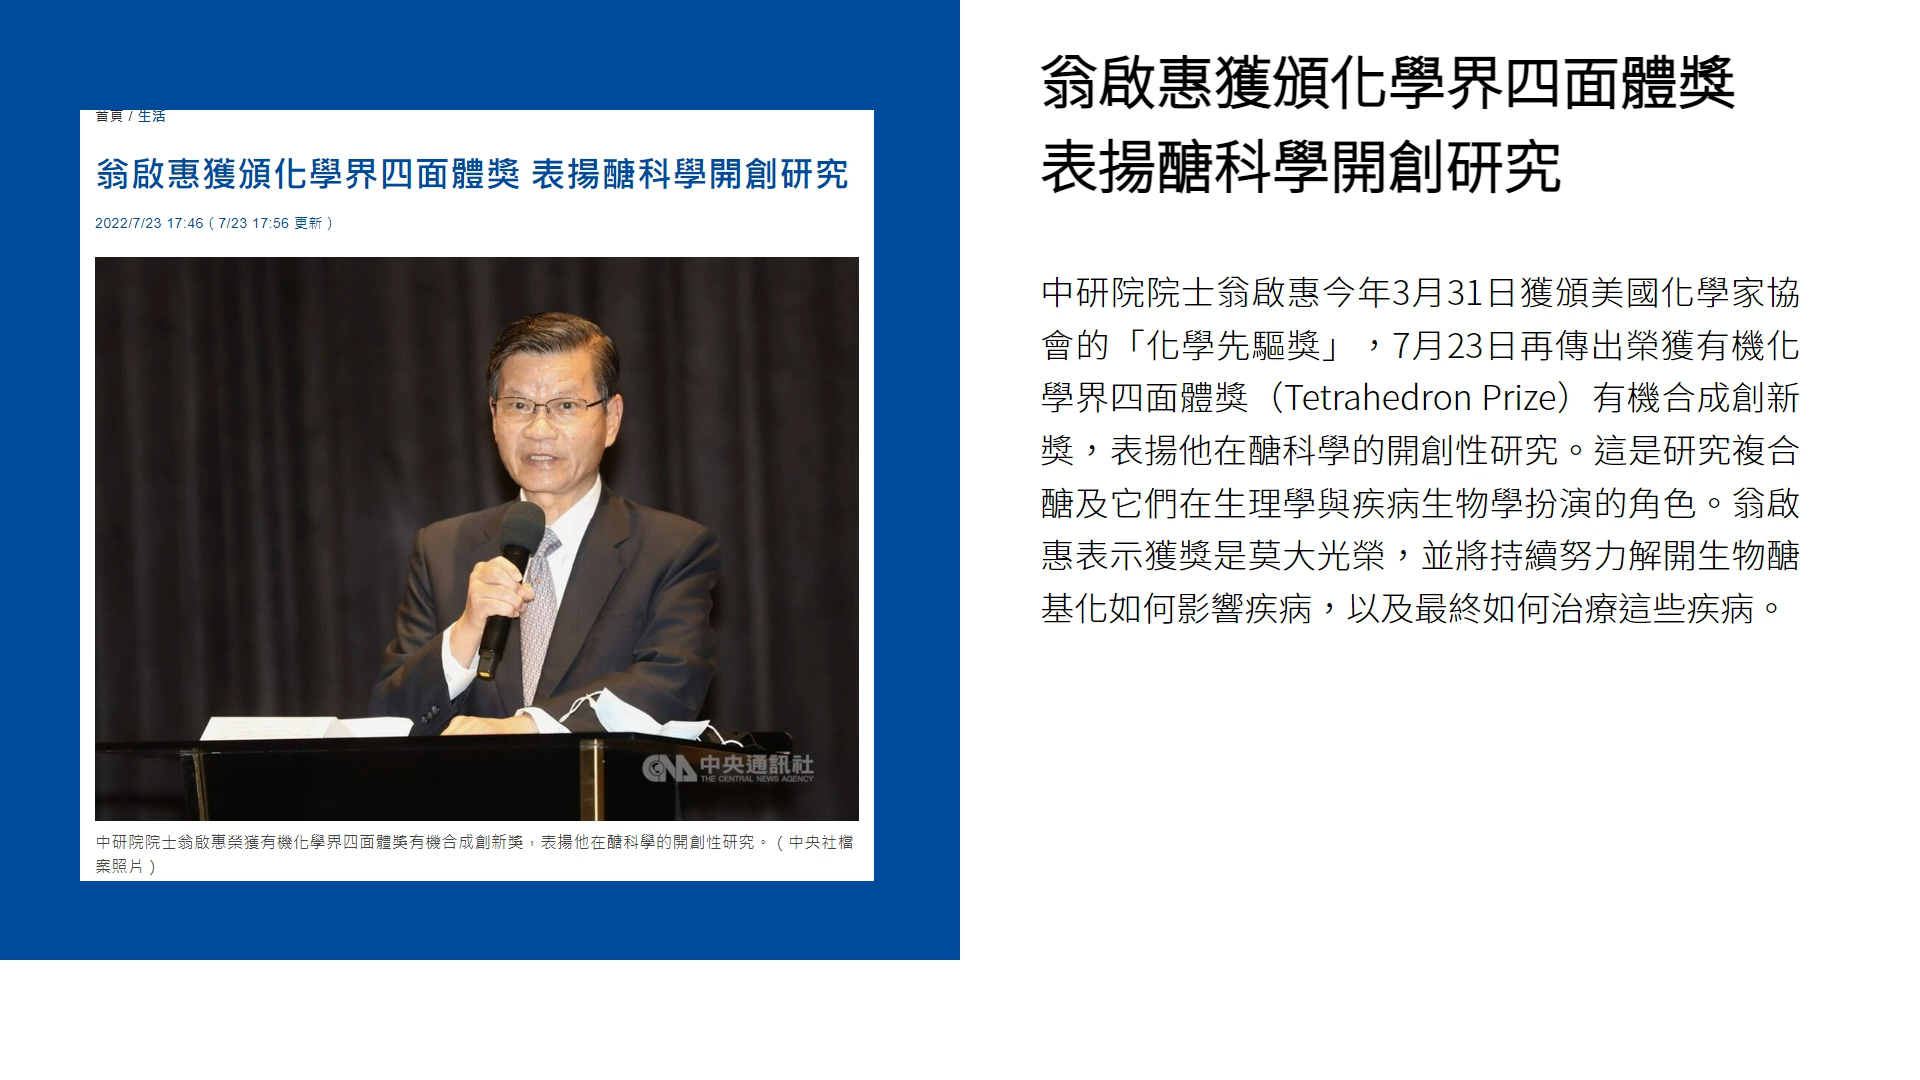 首頁 / 生活
翁啟惠獲頒化學界四面體獎 表揚醣科學開創研究
2022/7/23 17:46（7/23 17:56 更新）
中央通訊社
THE CENTRAL NEWS AGENCY
中研院院士翁啟惠榮獲有機化學界四面體獎有機合成創新獎，表揚他在醣科學的開創性研究。（中央社檔
案照片）
翁啟惠獲頒化學界四面體獎
表揚醣科學開創研究
中研院院士翁啟惠今年3月31日獲頒美國化學家協
會的「化學先驅獎」，7月23日再傳出榮獲有機化
學界四面體獎（Tetrahedron Prize）有機合成創新
獎，表揚他在醣科學的開創性研究。這是研究複合
醣及它們在生理學與疾病生物學扮演的角色。翁啟
惠表示獲獎是莫大光榮，並將持續努力解開生物醣
基化如何影響疾病，以及最終如何治療這些疾病。